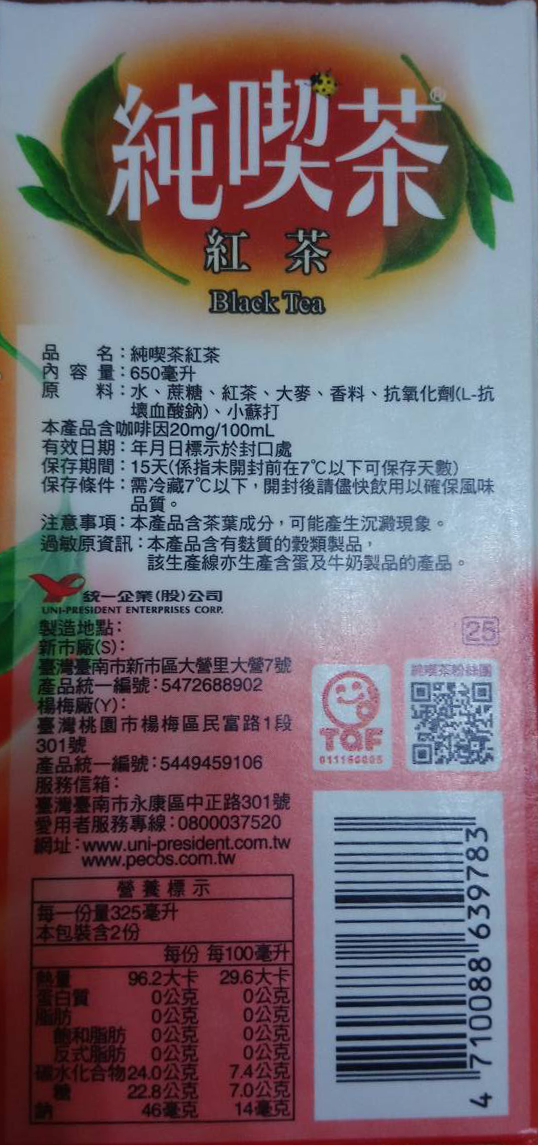 純喫茶®
紅茶
Black Tea
品名：純喫茶紅茶
內容量：650毫升
原料：水、蔗糖、紅茶、大麥、香料、抗氧化劑(L-抗
壞血酸鈉)、小蘇打
本產品含咖啡因20mg/100mL
有效日期：年月日標示於封口處
保存期間：15天(係指未開封前在7℃以下可保存天數)
保存條件：需冷藏7℃以下，開封後請儘快飲用以確保風味
品質。
注意事項：本產品含茶葉成分，可能產生沉澱現象。
過敏原資訊：本產品含有麩質的穀類製品，
該生產線亦生產含蛋及牛奶製品的產品。
統一企業(股)公司
UNI-PRESIDENT ENTERPRISES CORP.
製造地點：
新市廠(S)：
臺灣臺南市新市區大營里大營7號
產品統一編號：5472688902
楊梅廠(Y)：
臺灣桃園市楊梅區民富路1段
301號
產品統一編號：5449459106
服務信箱：
臺灣臺南市永康區中正路301號
愛用者服務專線：0800037520
網址：www.uni-president.com.tw
www.pecos.com.tw
25
純喫茶粉絲團
TQF
011160005
營養標示
每一份量325毫升
本包裝含2份
每份 每100毫升
熱量 96.2大卡 29.6大卡
蛋白質 0公克 0公克
脂肪 0公克 0公克
飽和脂肪 0公克 0公克
反式脂肪 0公克 0公克
碳水化合物 24.0公克 7.4公克
糖 22.8公克 7.0公克
鈉 46毫克 14毫克
4 710088 639783